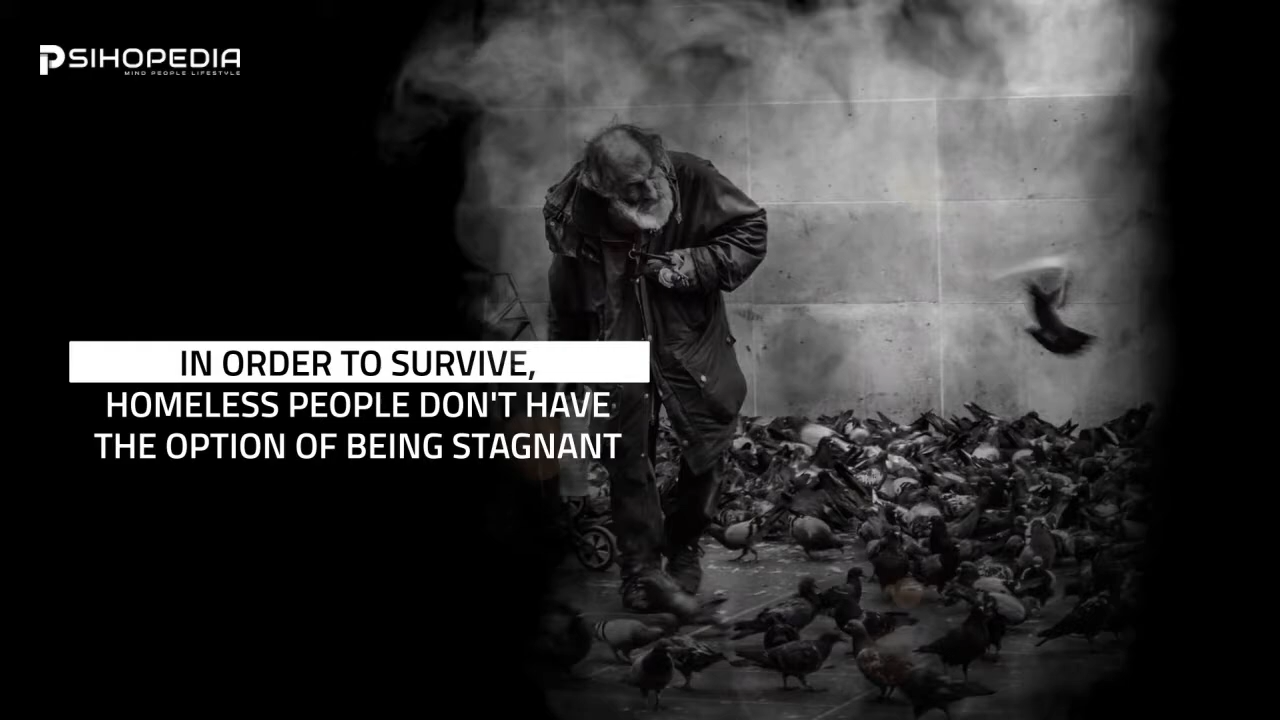 PSIHOPEDIA
MIND PEOPLE LIFESTYLE
IN ORDER TO SURVIVE,
HOMELESS PEOPLE DON'T HAVE
THE OPTION OF BEING STAGNANT